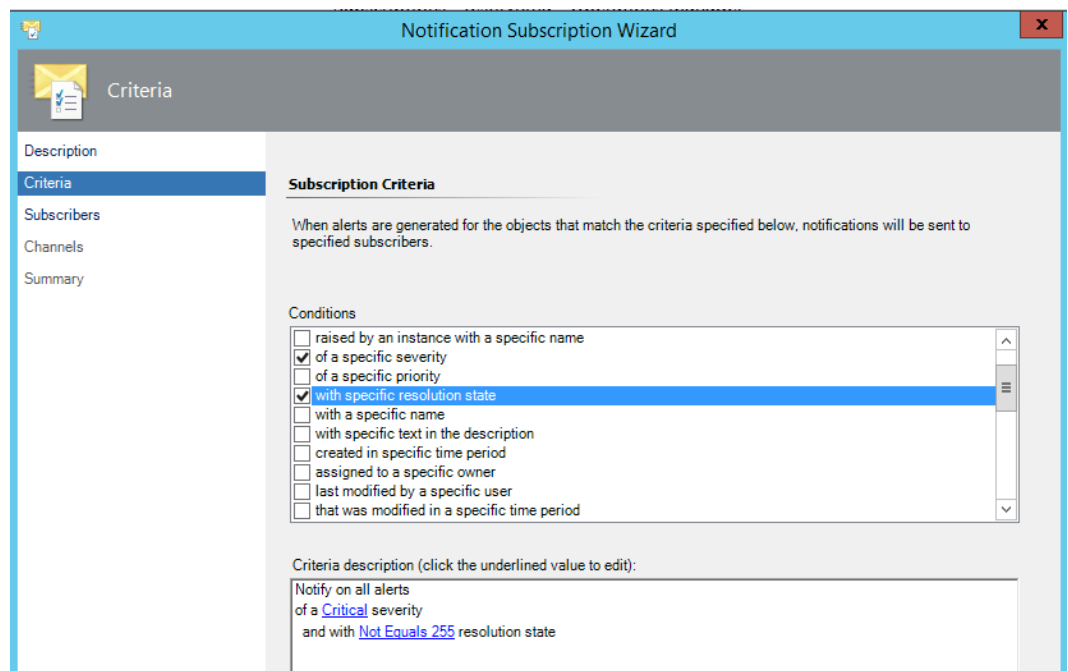 Notification Subscription Wizard
x
Criteria
Description
Criteria
Subscribers
Channels
Summary
Subscription Criteria
When alerts are generated for the objects that match the criteria specified below, notifications will be sent to
specified subscribers.
Conditions
raised by an instance with a specific name
of a specific severity
of a specific priority
with specific resolution state
with a specific name
with specific text in the description
created in specific time period
assigned to a specific owner
last modified by a specific user
that was modified in a specific time period
Criteria description (click the underlined value to edit):
Notify on all alerts
of a Critical severity
and with Not Equals 255 resolution state